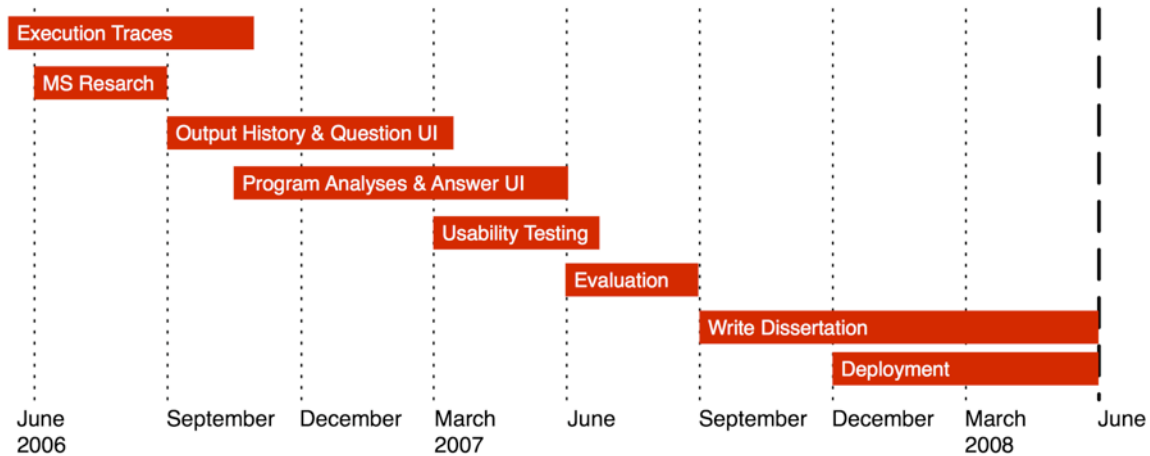 Execution Traces
MS Resarch
Output History & Question UI
Program Analyses & Answer UI
Usability Testing
Evaluation
Write Dissertation
Deployment
June September December March June September December March June
2006 2007 2008